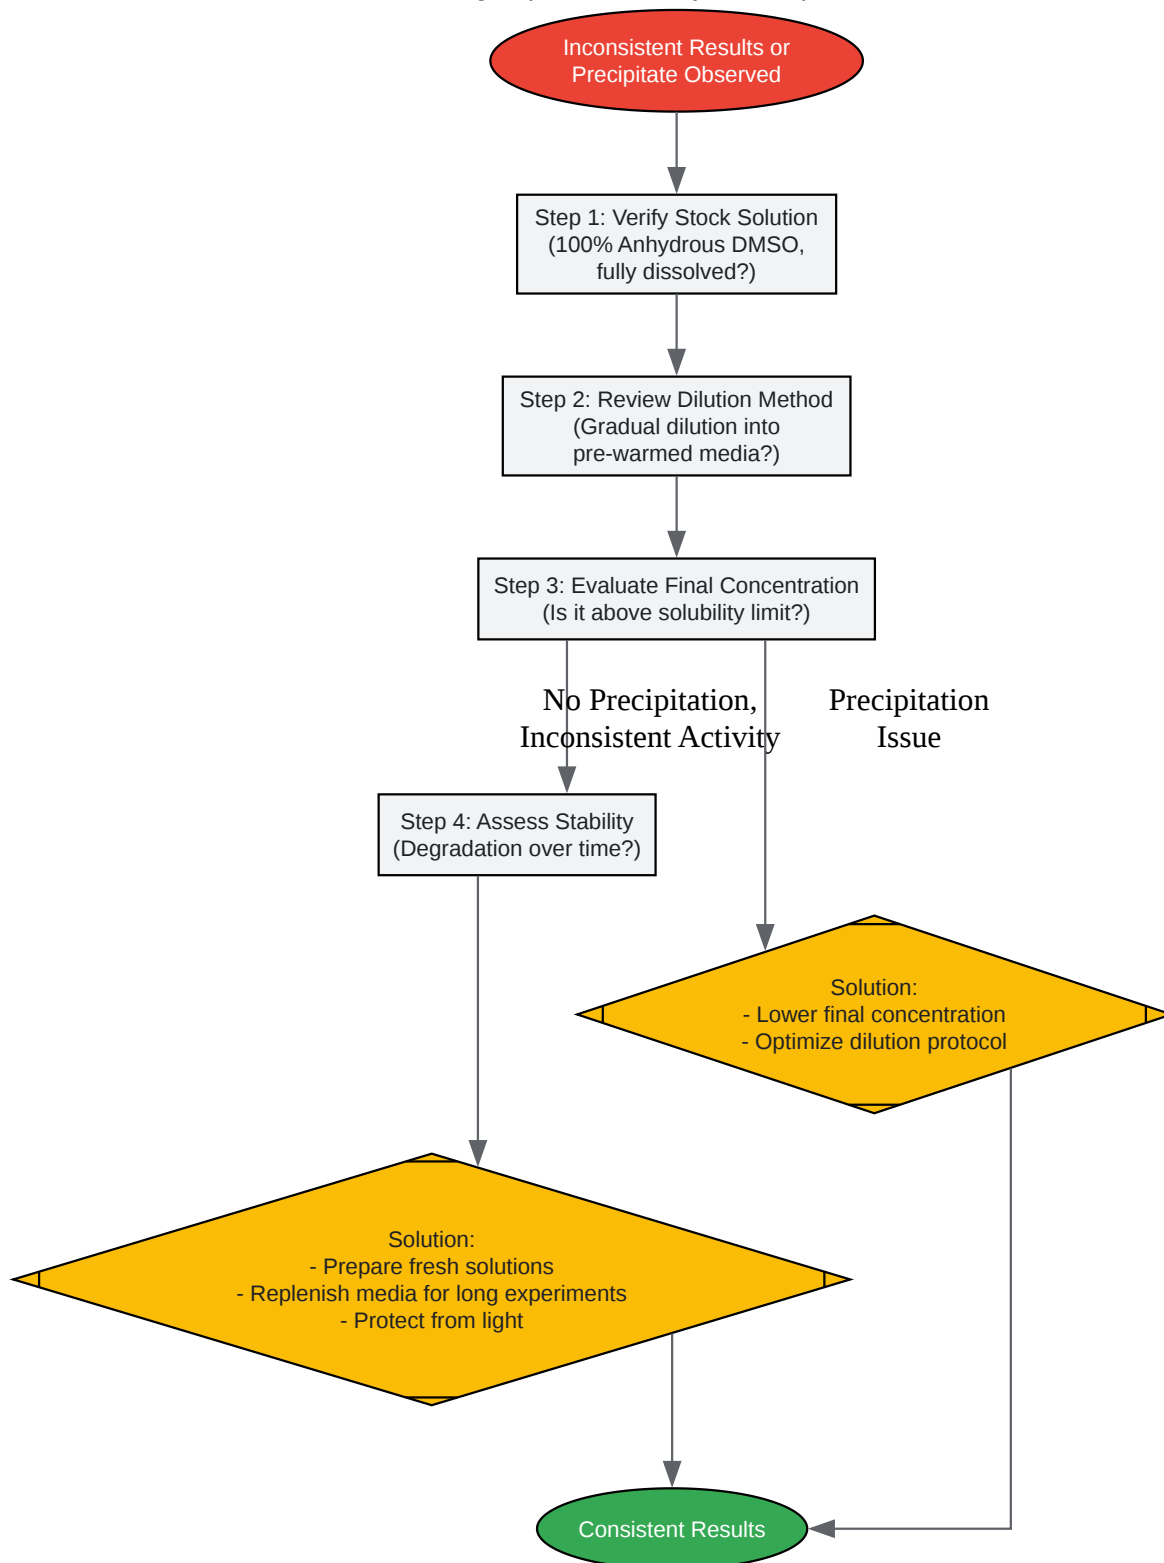 Inconsistent Results or
Precipitate Observed
Step 1: Verify Stock Solution
(100% Anhydrous DMSO,
fully dissolved?)
Step 2: Review Dilution Method
(Gradual dilution into
pre-warmed media?)
Step 3: Evaluate Final Concentration
(Is it above solubility limit?)
No Precipitation,
Inconsistent Activity
Precipitation
Issue
Step 4: Assess Stability
(Degradation over time?)
Solution:
- Lower final concentration
- Optimize dilution protocol
Solution:
- Prepare fresh solutions
- Replenish media for long experiments
- Protect from light
Consistent Results